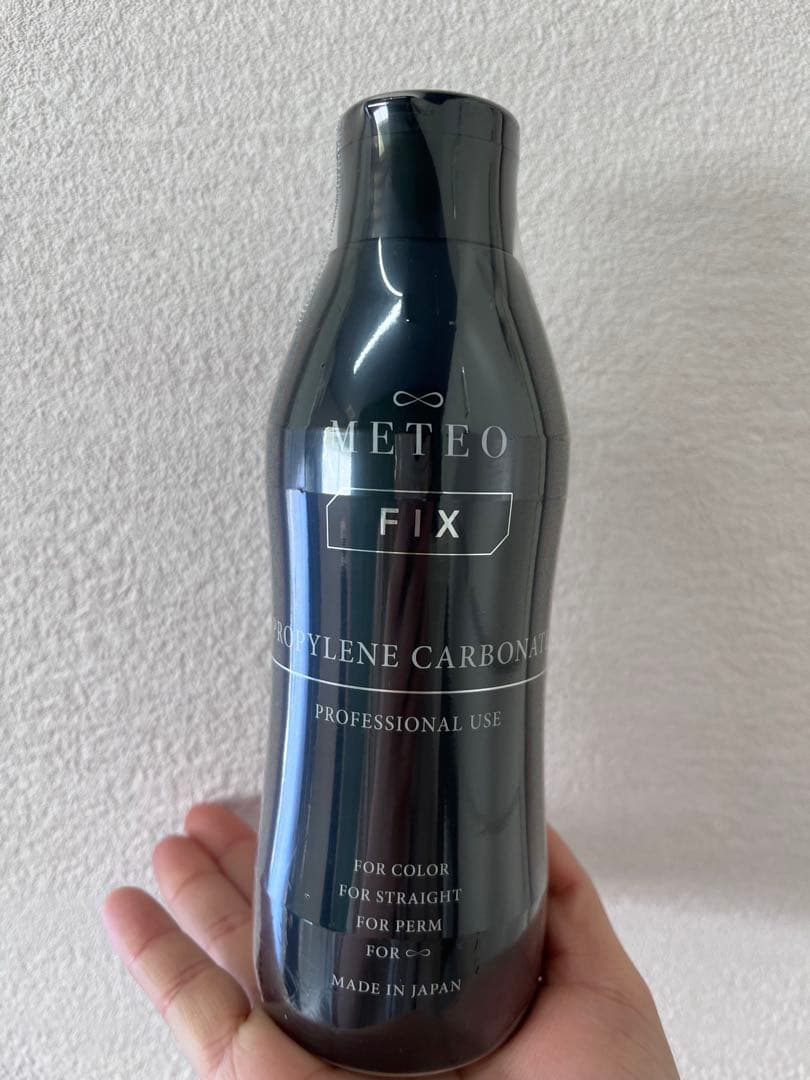 ∞
METEO
FIX
PROPYLENE CARBONAT
PROFESSIONAL USE
FOR COLOR
FOR STRAIGHT
FOR PERM
FOR ∞
MADE IN JAPAN